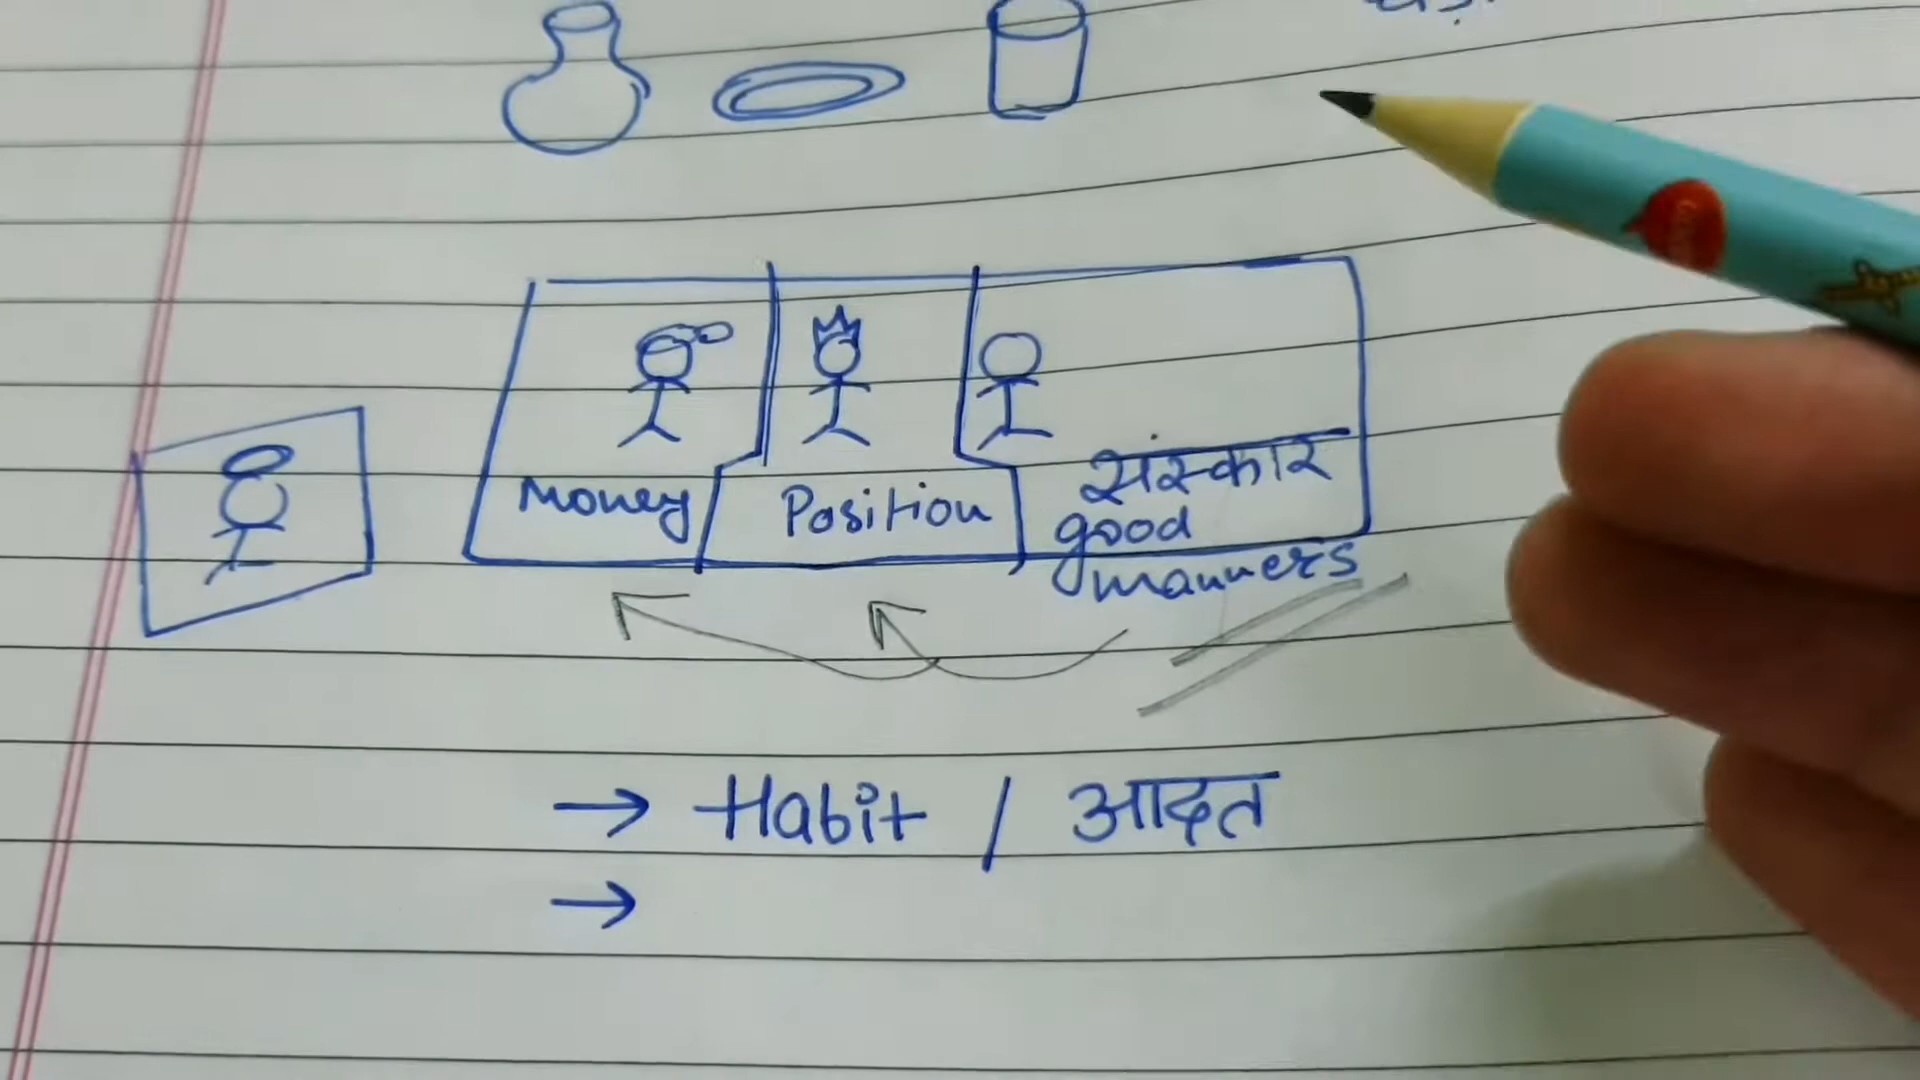 Money Position संस्कार
good
manners
→ Habit / आदत
→